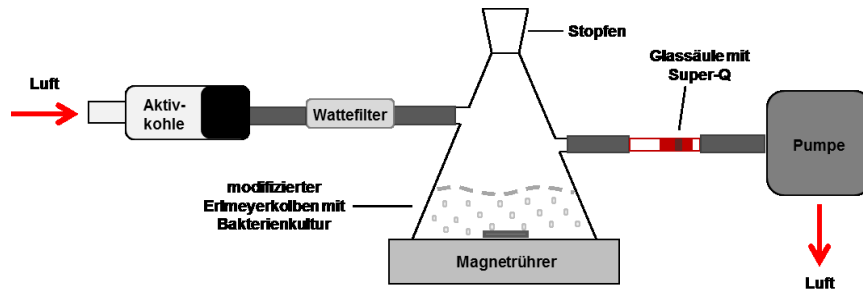 Stopfen
Glassäule mit
Super-Q
Luft
Aktiv-
kohle
Wattefilter
Pumpe
modifizierter
Erlmeyerkolben mit
Bakterienkultur
Magnetrührer
Luft